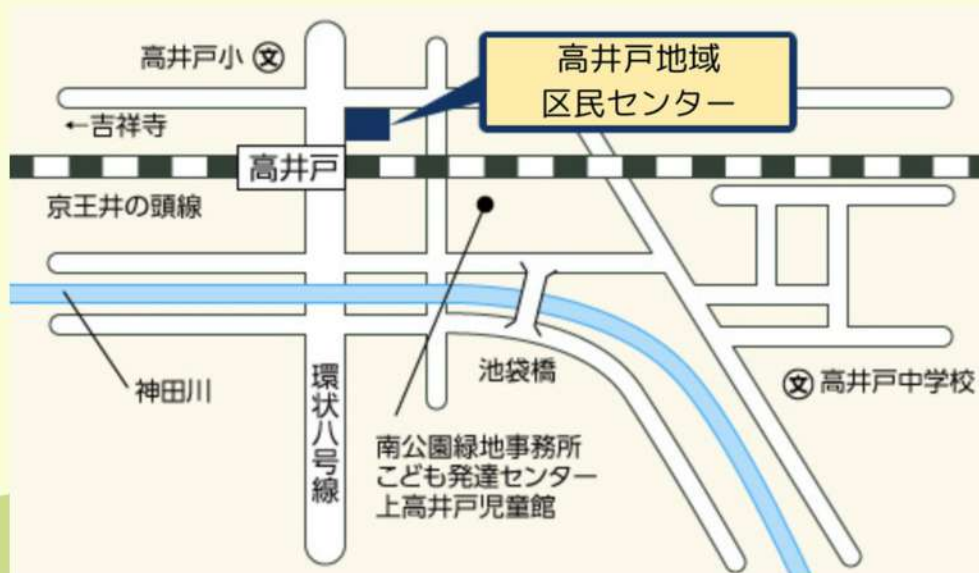 高井戸小 文
高井戸地域
区民センター
←吉祥寺
高井戸
京王井の頭線
神田川
環状八号線
池袋橋
文 高井戸中学校
南公園緑地事務所
こども発達センター
上高井戸児童館